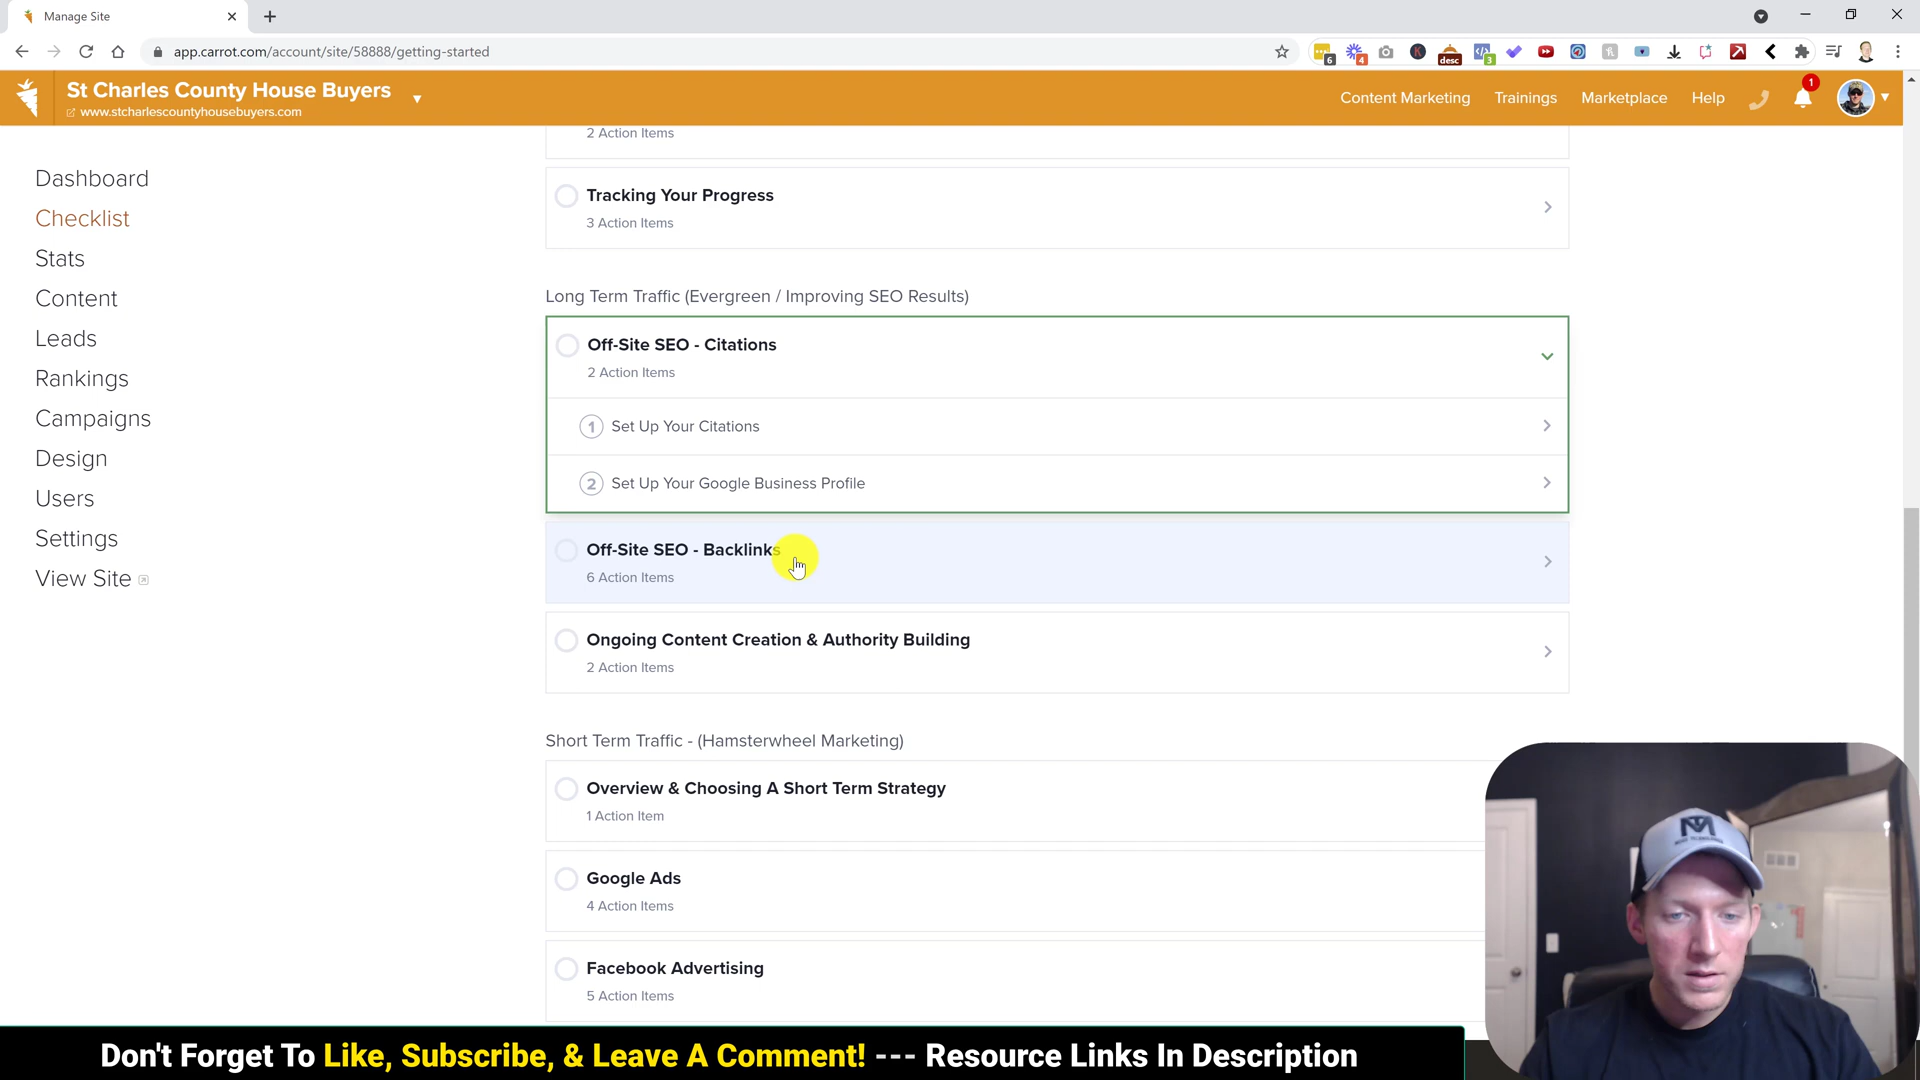 Manage Site
app.carrot.com/account/site/58888/getting-started
6
4
desc
3
St Charles County House Buyers
www.stcharlescountyhousebuyers.com
Content Marketing
Trainings
Marketplace
Help
1
Dashboard
Checklist
Stats
Content
Leads
Rankings
Campaigns
Design
Users
Settings
View Site
2 Action Items
Tracking Your Progress
3 Action Items
Long Term Traffic (Evergreen / Improving SEO Results)
Off-Site SEO - Citations
2 Action Items
1 Set Up Your Citations
2 Set Up Your Google Business Profile
Off-Site SEO - Backlinks
6 Action Items
Ongoing Content Creation & Authority Building
2 Action Items
Short Term Traffic - (Hamsterwheel Marketing)
Overview & Choosing A Short Term Strategy
1 Action Item
Google Ads
4 Action Items
Facebook Advertising
5 Action Items
Don't Forget To Like, Subscribe, & Leave A Comment! --- Resource Links In Description